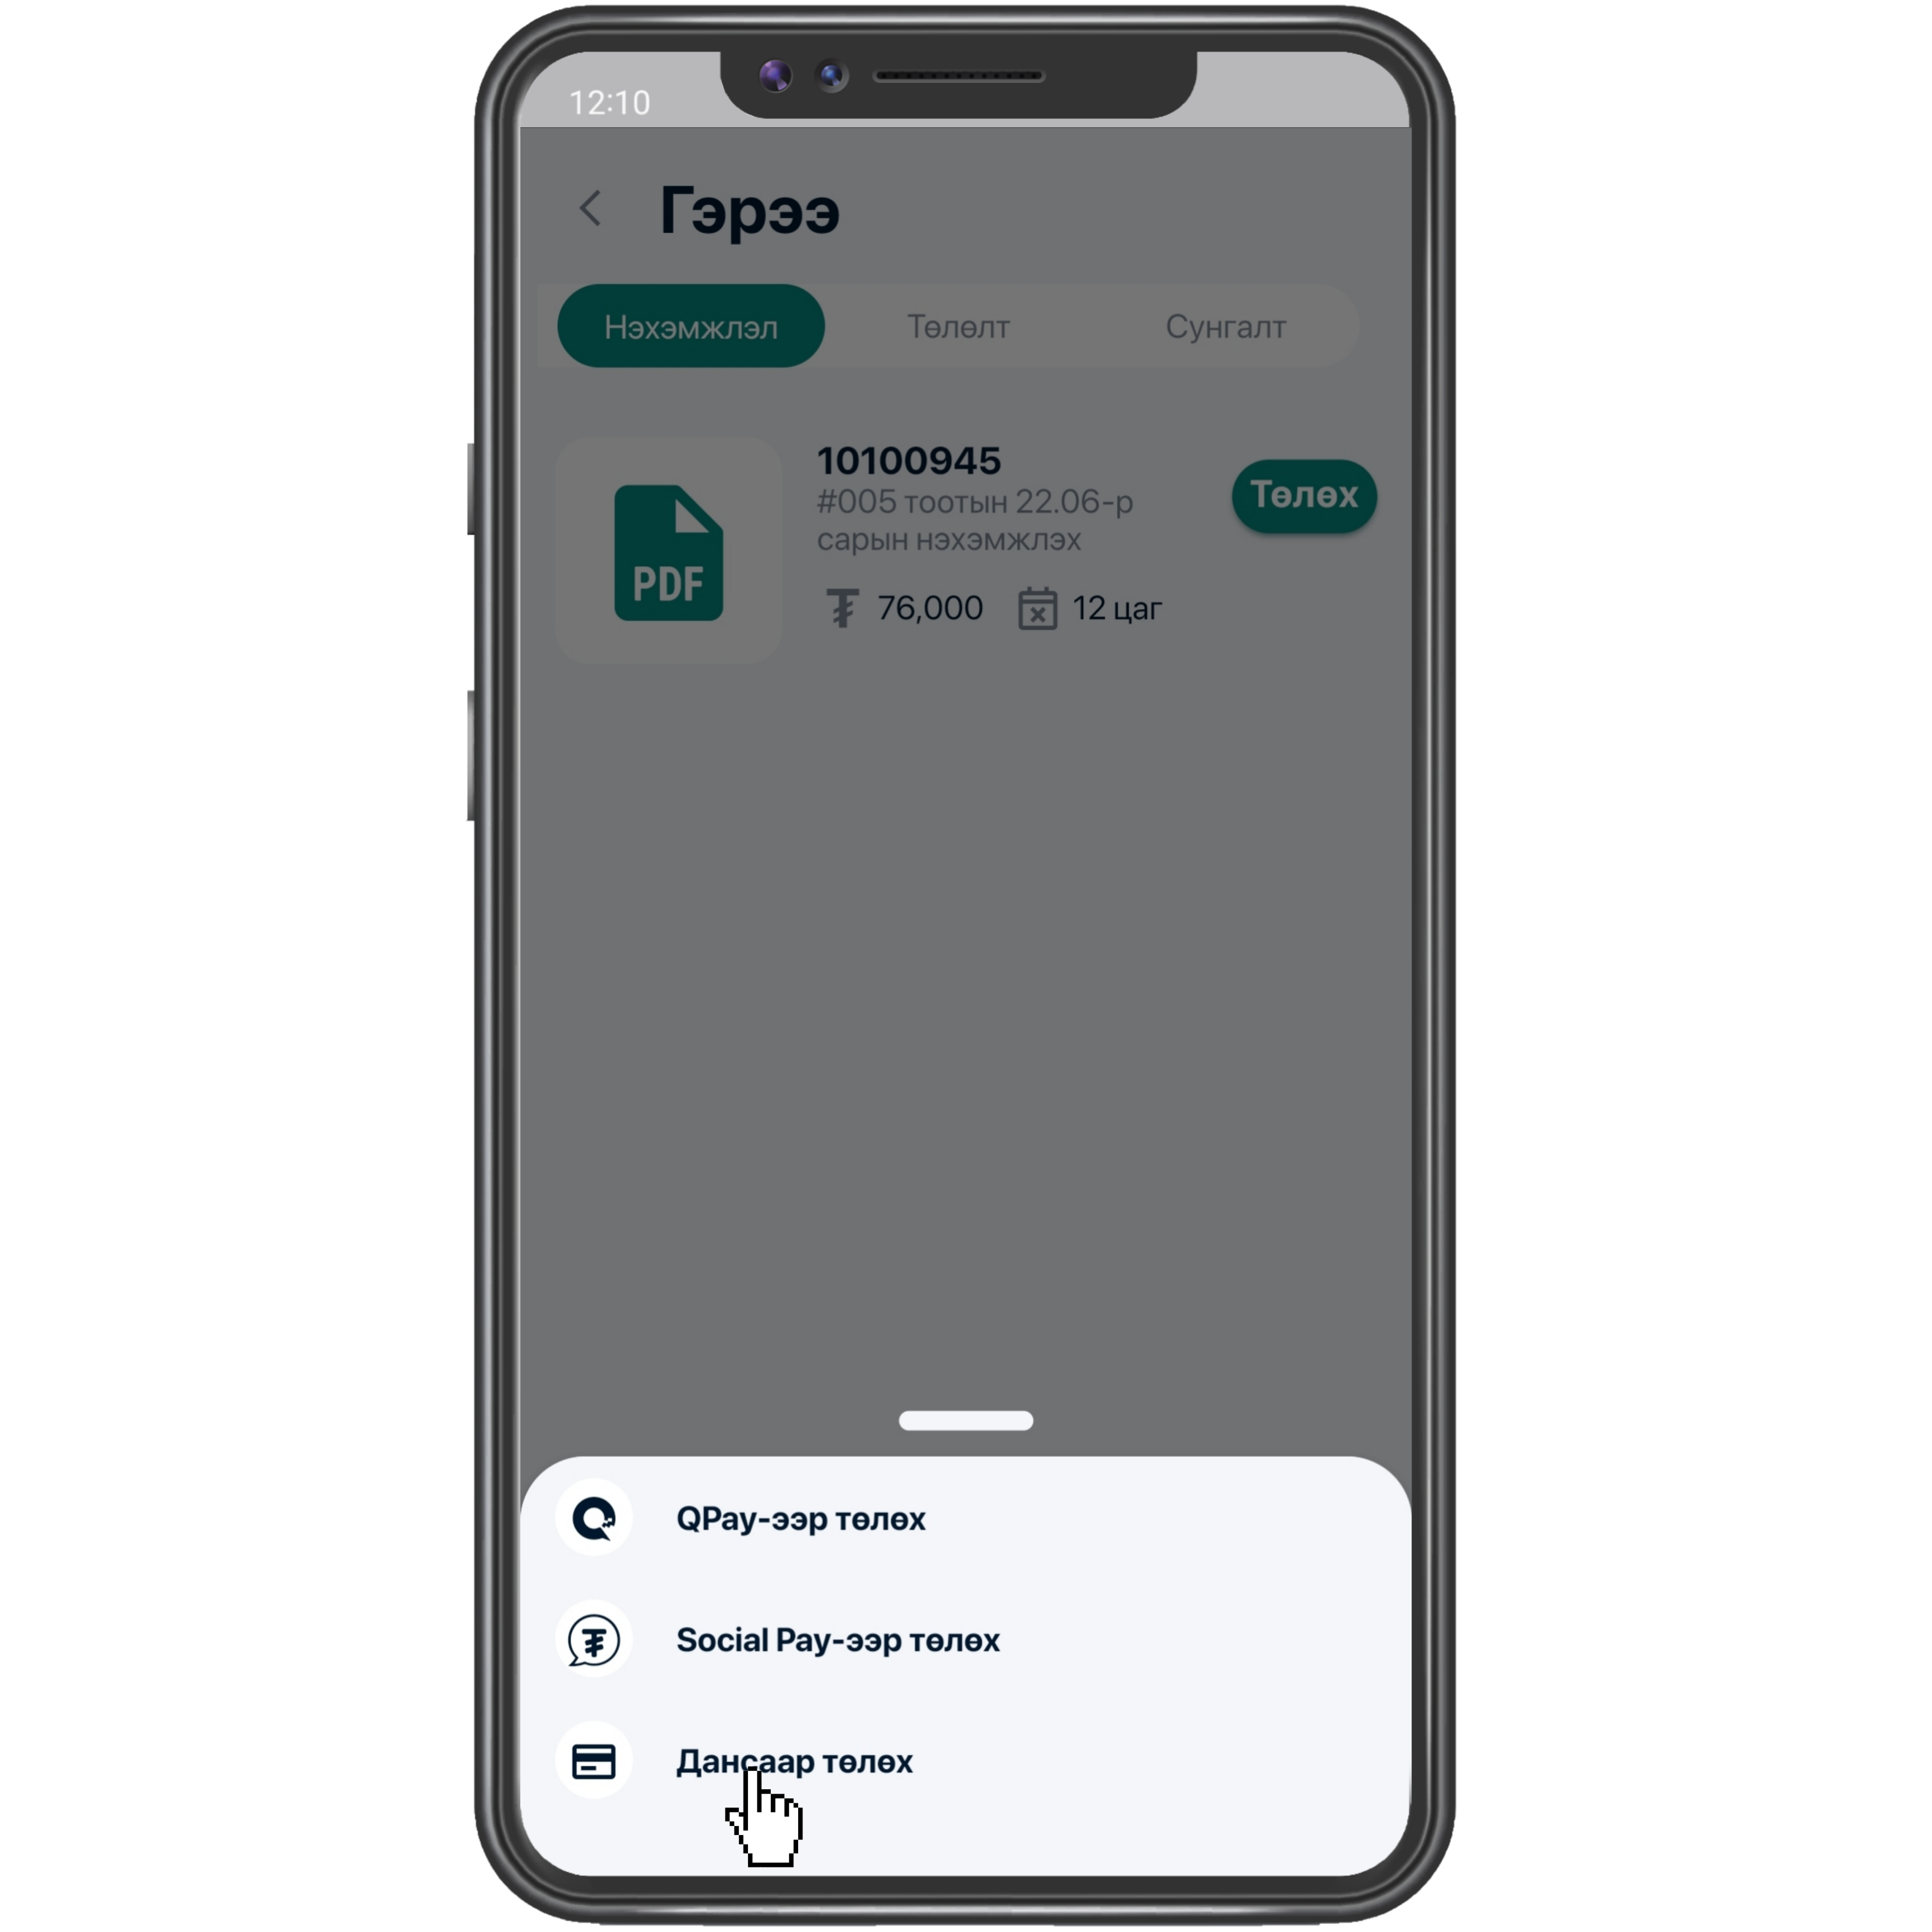 12:10
Гэрээ
Нэхэмжлэл Төлөлт Сунгалт
10100945
#005 тоотын 22.06-р
сарын нэхэмжлэх
Төлөх
PDF
₮ 76,000 12 цаг
QPay-ээр төлөх
Social Pay-ээр төлөх
Дансаар төлөх